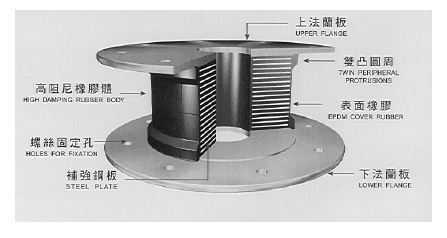 上法蘭板
UPPER FLANGE
雙凸圓周
TWIN PERIPHERAL
PROTRUSIONS
高阻尼橡膠體
HIGH DAMPING RUBBER BODY
表面橡膠
EPDM COVER RUBBER
螺絲固定孔
HOLES FOR FIXATION
補強鋼板
STEEL PLATE
下法蘭板
LOWER FLANGE